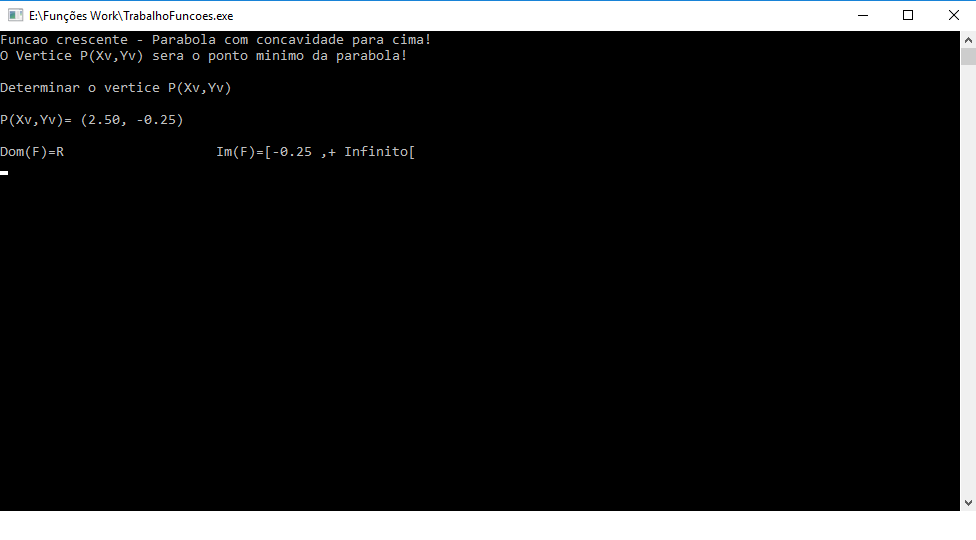 E:\Funções Work\TrabalhoFuncoes.exe
Funcao crescente - Parabola com concavidade para cima!
O Vertice P(Xv,Yv) sera o ponto minimo da parabola!
Determinar o vertice P(Xv,Yv)
P(Xv,Yv)= (2.50, -0.25)
Dom(F)=R                   Im(F)=[-0.25 ,+ Infinito[